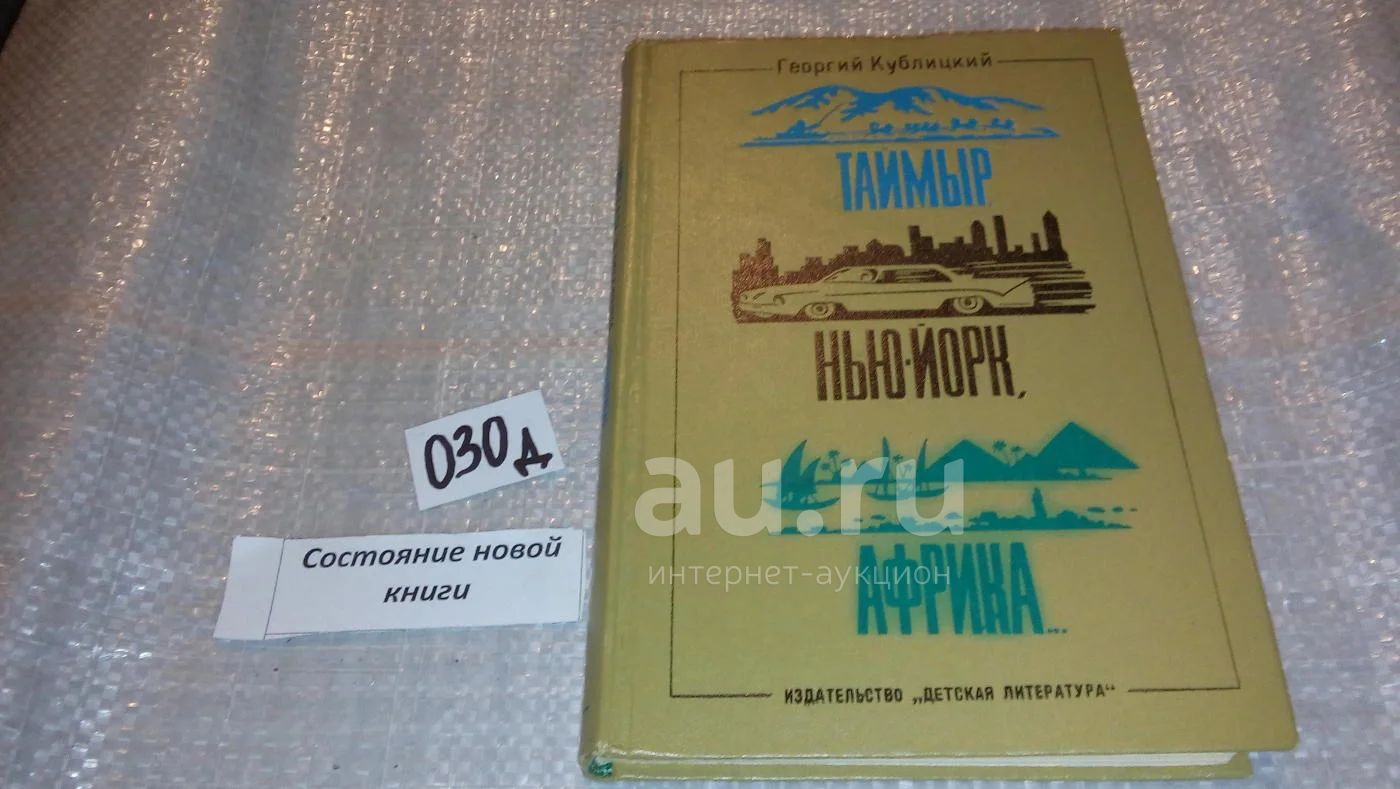 Георгий Кублицкий
ТАЙМЫР,
НЬЮ-ЙОРК,
АФРИКА...
ИЗДАТЕЛЬСТВО „ДЕТСКАЯ ЛИТЕРАТУРА“
030д
Состояние новой
книги
au.ru
интернет-аукцион